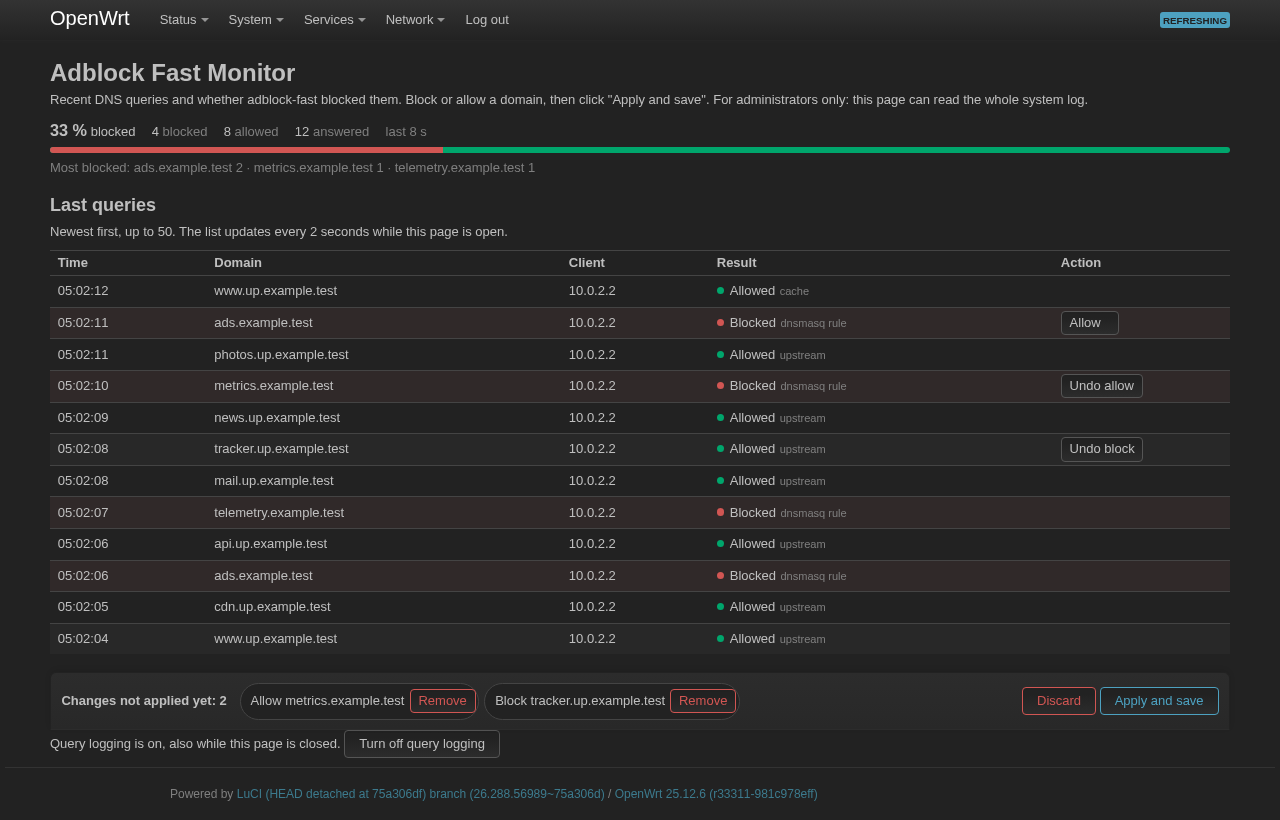 OpenWrt Status System Services Network Log out REFRESHING
Adblock Fast Monitor
Recent DNS queries and whether adblock-fast blocked them. Block or allow a domain, then click "Apply and save". For administrators only: this page can read the whole system log.
33 % blocked 4 blocked 8 allowed 12 answered last 8 s
Most blocked: ads.example.test 2 · metrics.example.test 1 · telemetry.example.test 1
Last queries
Newest first, up to 50. The list updates every 2 seconds while this page is open.
Time Domain Client Result Action
05:02:12 www.up.example.test 10.0.2.2 Allowed cache
05:02:11 ads.example.test 10.0.2.2 Blocked dnsmasq rule Allow
05:02:11 photos.up.example.test 10.0.2.2 Allowed upstream
05:02:10 metrics.example.test 10.0.2.2 Blocked dnsmasq rule Undo allow
05:02:09 news.up.example.test 10.0.2.2 Allowed upstream
05:02:08 tracker.up.example.test 10.0.2.2 Allowed upstream Undo block
05:02:08 mail.up.example.test 10.0.2.2 Allowed upstream
05:02:07 telemetry.example.test 10.0.2.2 Blocked dnsmasq rule
05:02:06 api.up.example.test 10.0.2.2 Allowed upstream
05:02:06 ads.example.test 10.0.2.2 Blocked dnsmasq rule
05:02:05 cdn.up.example.test 10.0.2.2 Allowed upstream
05:02:04 www.up.example.test 10.0.2.2 Allowed upstream
Changes not applied yet: 2 Allow metrics.example.test Remove Block tracker.up.example.test Remove Discard Apply and save
Query logging is on, also while this page is closed. Turn off query logging
Powered by LuCI (HEAD detached at 75a306df) branch (26.288.56989~75a306d) / OpenWrt 25.12.6 (r33311-981c978eff)